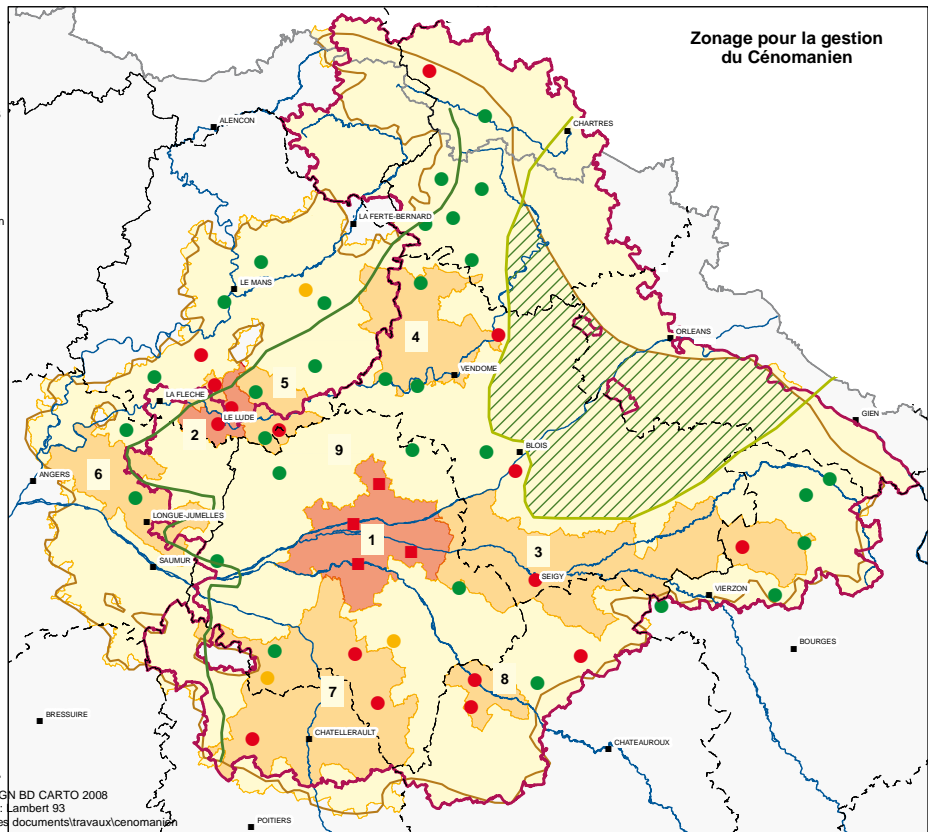 Zonage pour la gestion
du Cénomanien
CHARTRES
ALENCON
LA FERTE-BERNARD
LE MANS
ORLEANS
4
VENDOME
5
LA FLECHE
LE LUDE
GIEN
2
9
BLOIS
6
ANGERS
LONGUE-JUMELLES
1
3
SAUMUR
SEIGY
VIERZON
BOURGES
8
7
BRESSUIRE
CHATELLERAULT
CHATEAUROUX
GN BD CARTO 2008
: Lambert 93
es documents\travaux\cenomanien
POITIERS